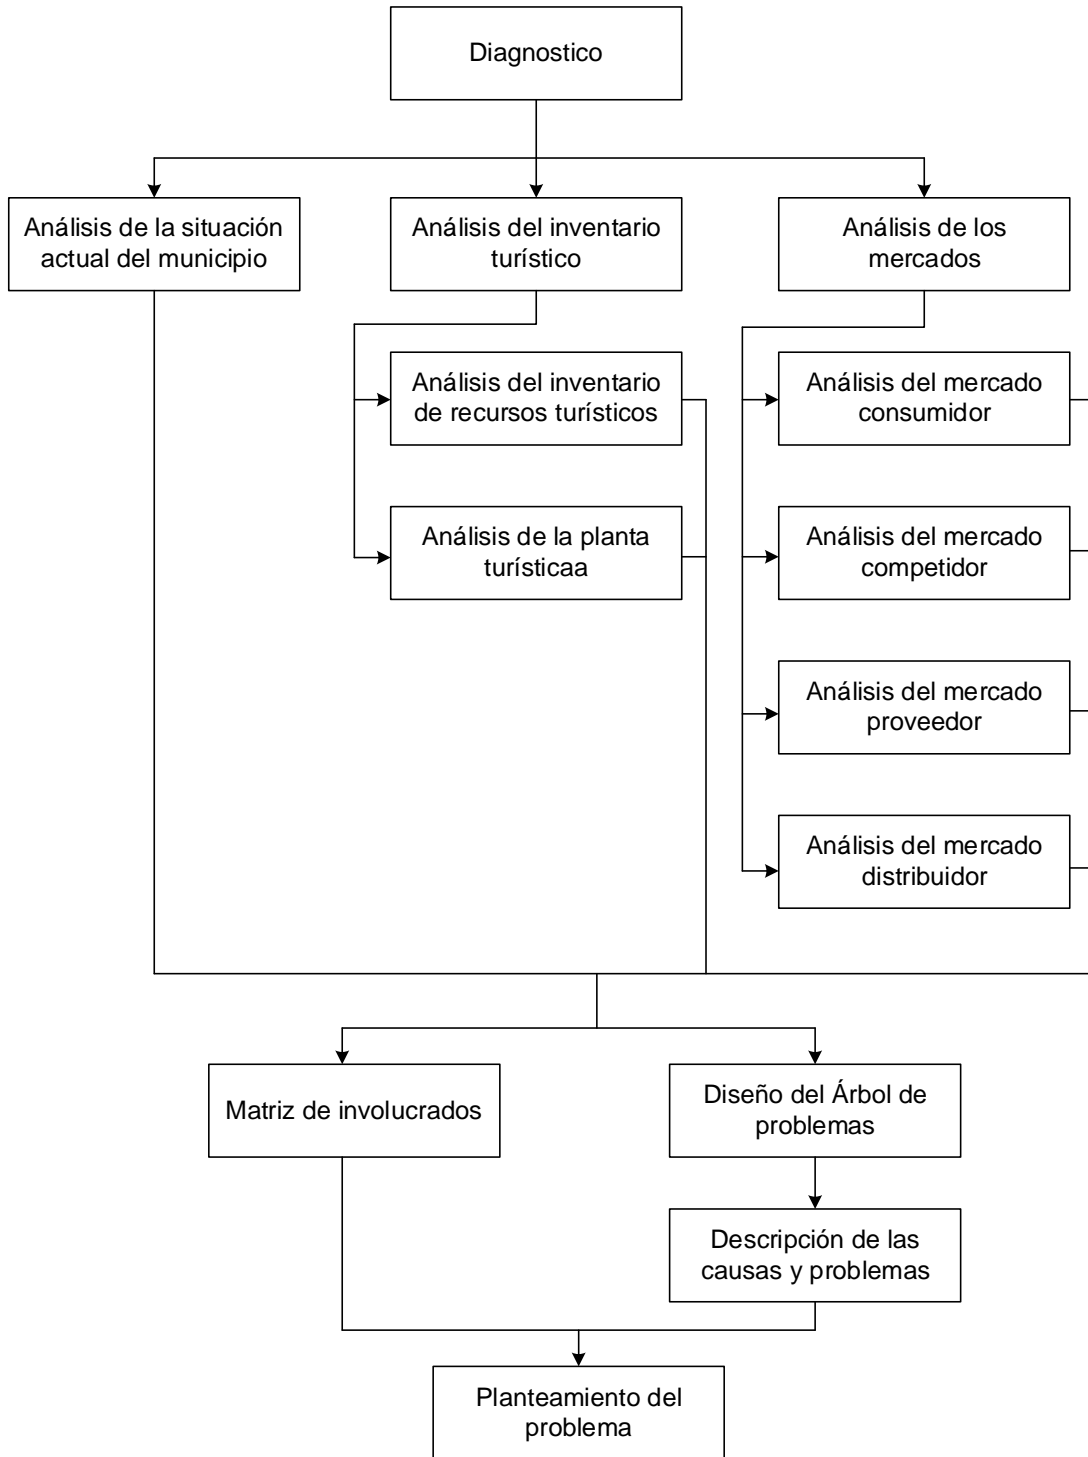 Diagnostico
Análisis de la situación
actual del municipio
Análisis del inventario
turístico
Análisis de los
mercados
Análisis del inventario
de recursos turísticos
Análisis de la planta
turísticaa
Análisis del mercado
consumidor
Análisis del mercado
competidor
Análisis del mercado
proveedor
Análisis del mercado
distribuidor
Matriz de involucrados
Diseño del Árbol de
problemas
Descripción de las
causas y problemas
Planteamiento del
problema